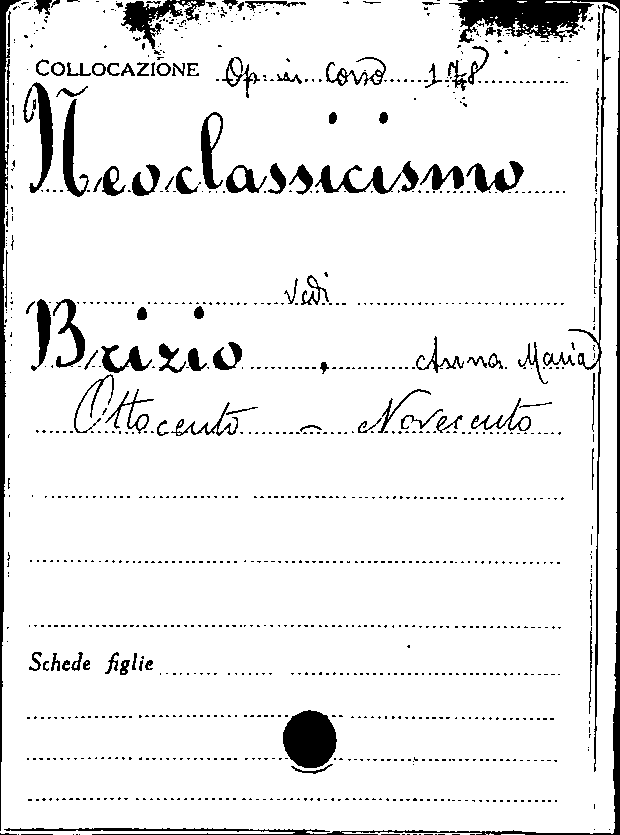 COLLOCAZIONE Op in Corso 178
Neoclassicismo
Vedi
Brizio , Anna Maria
Ottocento - Novecento
Schede figlie